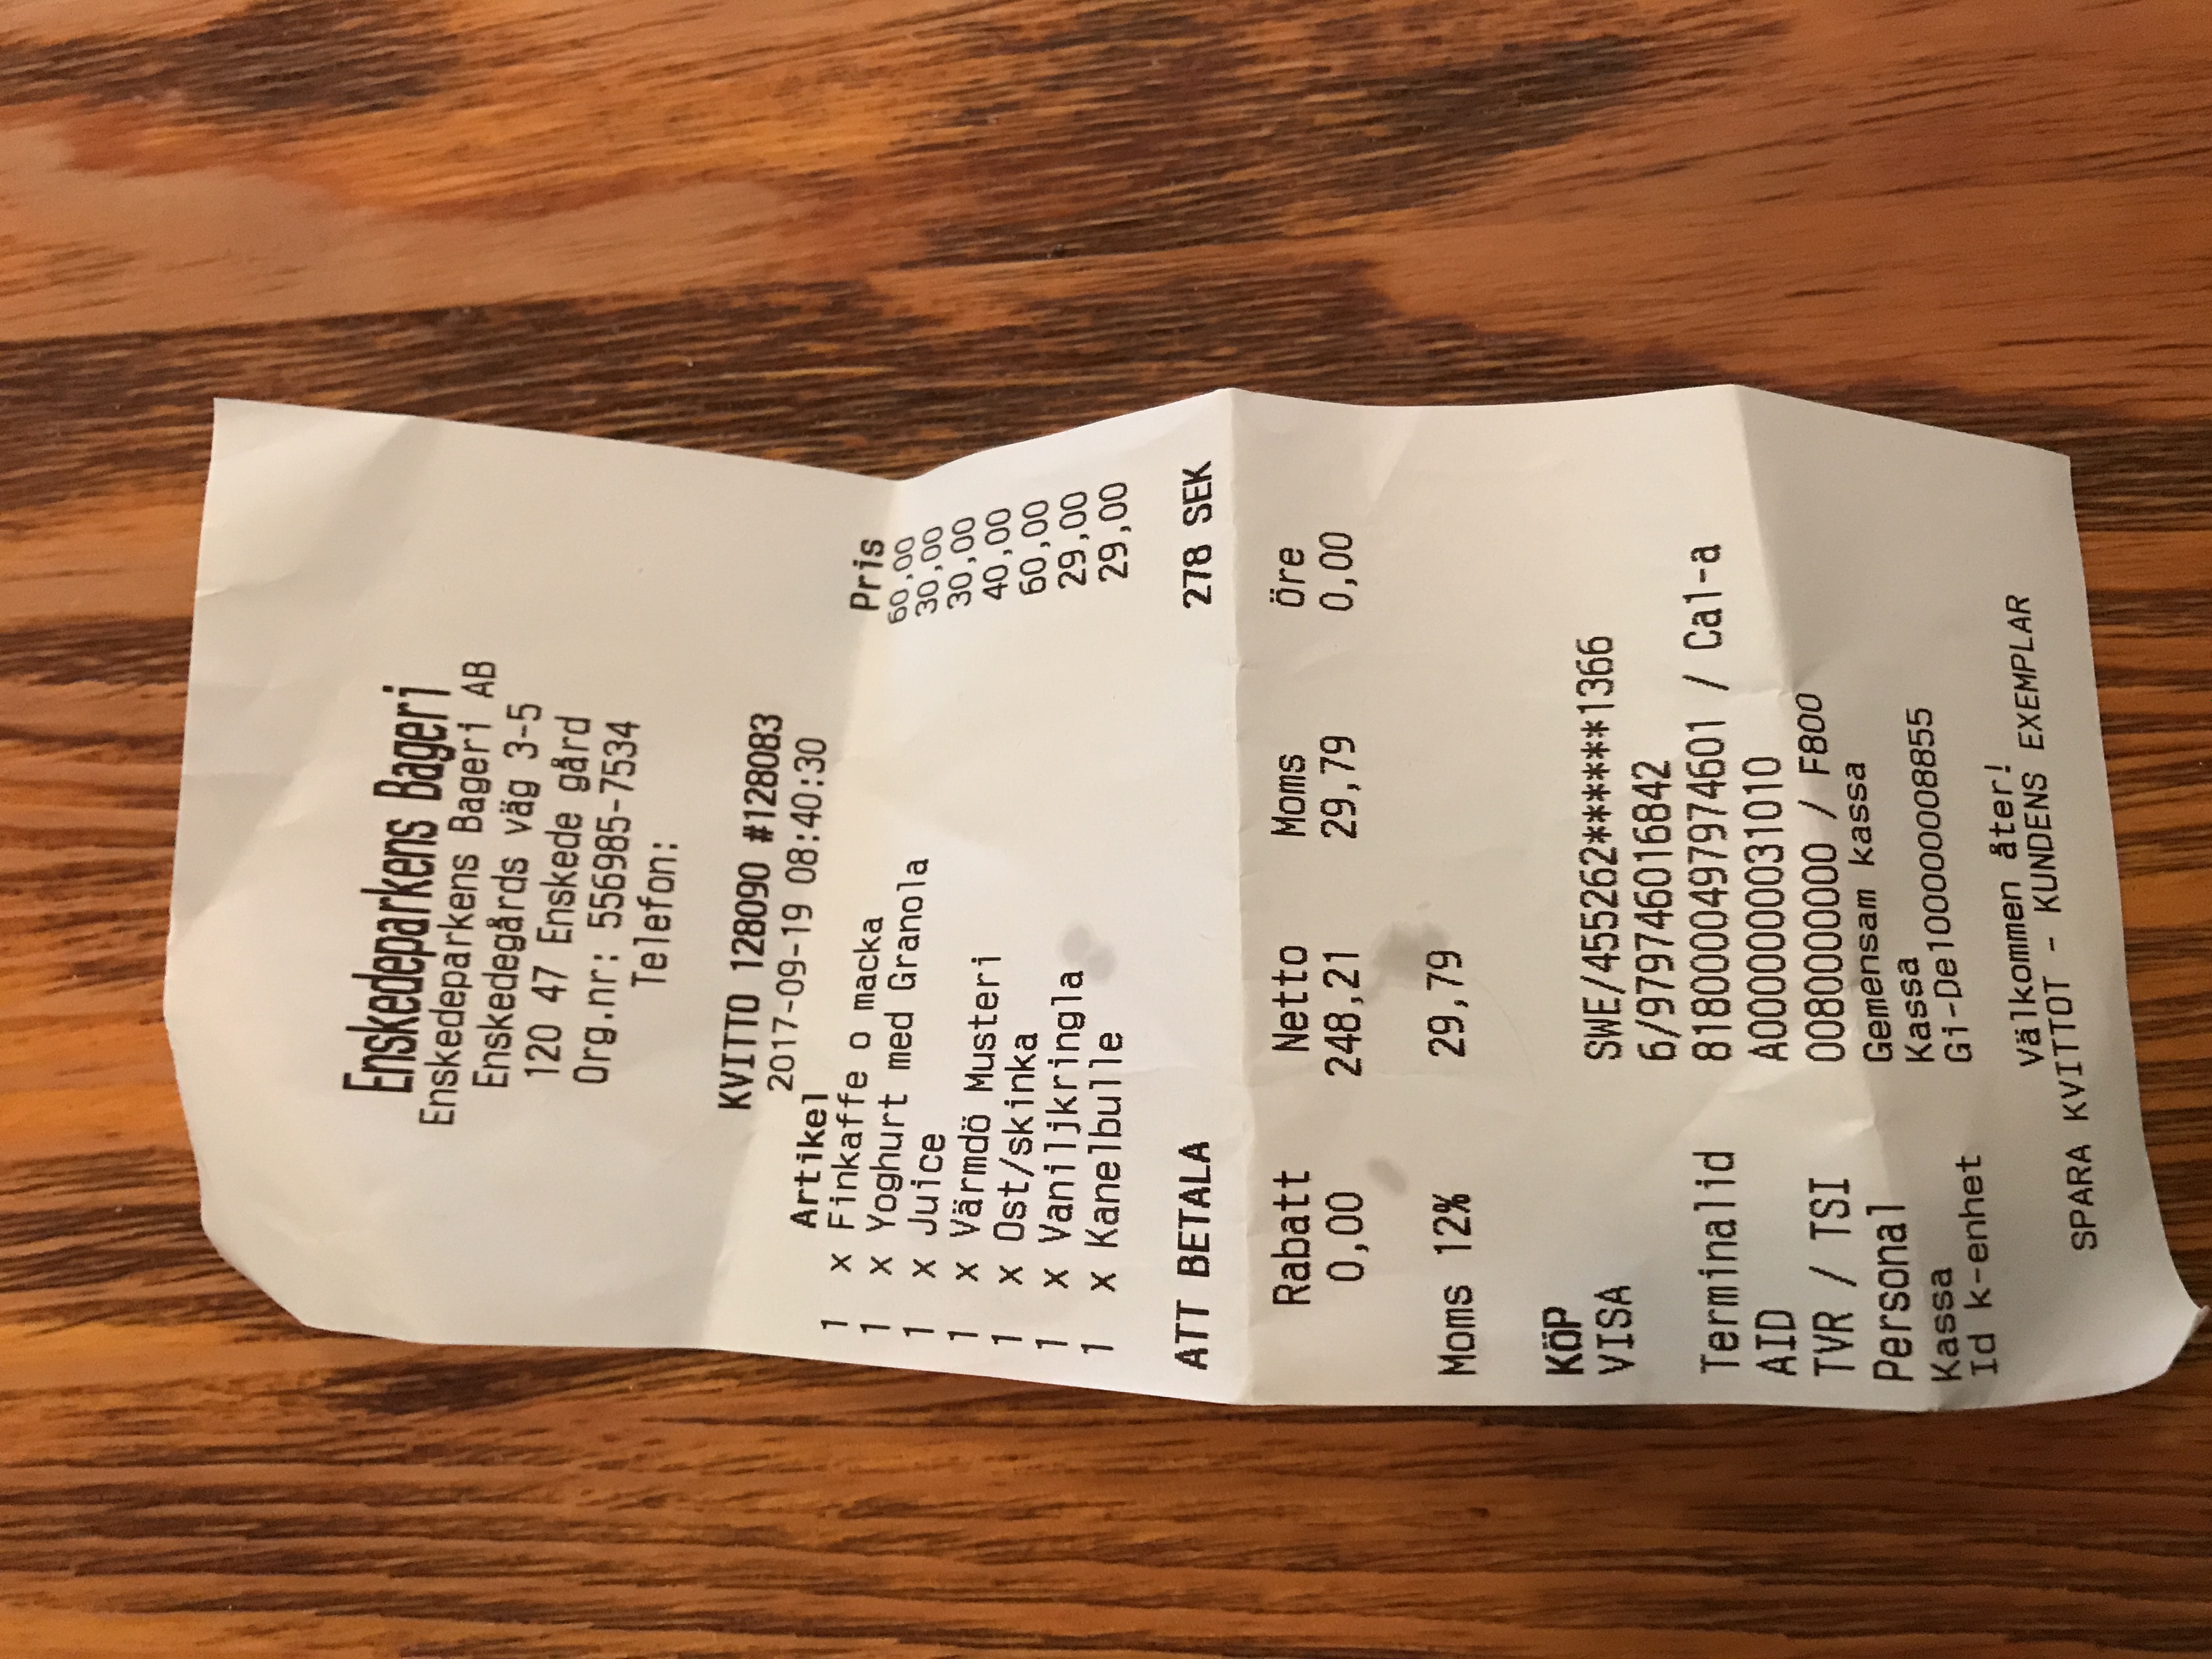 Enskedeparkens Bageri
Enskedeparkens Bageri AB
Enskedegårds väg 3-5
120 47 Enskede gård
Org.nr: 556985-7534
Telefon:
KVITTO 128090 #128083
2017-09-19 08:40:30
Artikel Pris
1 x Finkaffe o macka 60,00
1 x Yoghurt med Granola 30,00
1 x Juice 30,00
1 x Värmdö Musteri 40,00
1 x Ost/skinka 60,00
1 x Vaniljkringla 29,00
1 x Kanelbulle 29,00
ATT BETALA 278 SEK
Rabatt Netto Moms Öre
0,00 248,21 29,79 0,00
Moms 12% 29,79
KÖP
VISA SWE/455262******1366
6/979746016842
Terminalid 8180000497974601 / Ca1-a
AID A0000000031010
TVR / TSI 0080000000 / F800
Personal Gemensam kassa
Kassa Kassa
Id k-enhet Gi-De100000008855
Välkommen åter!
SPARA KVITTOT - KUNDENS EXEMPLAR